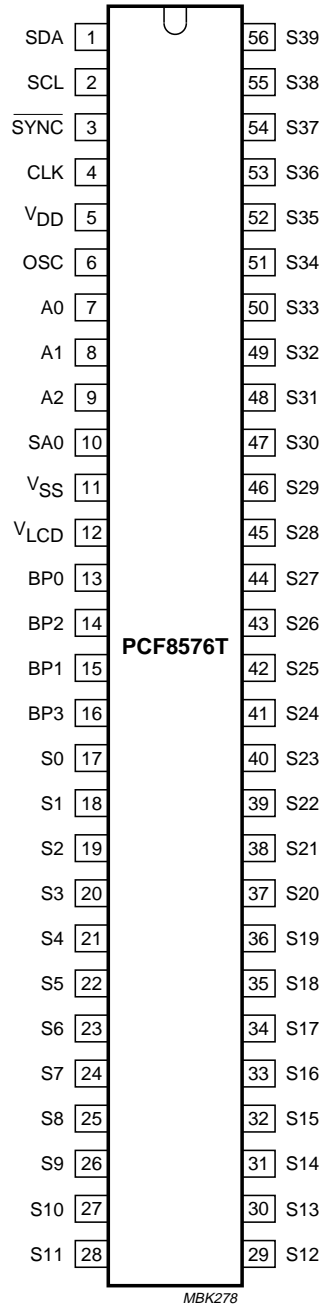 SDA 1 56 S39
SCL 2 55 S38
SYNC 3 54 S37
CLK 4 53 S36
VDD 5 52 S35
OSC 6 51 S34
A0 7 50 S33
A1 8 49 S32
A2 9 48 S31
SA0 10 47 S30
VSS 11 46 S29
VLCD 12 45 S28
BP0 13 44 S27
BP2 14 43 S26
PCF8576T
BP1 15 42 S25
BP3 16 41 S24
S0 17 40 S23
S1 18 39 S22
S2 19 38 S21
S3 20 37 S20
S4 21 36 S19
S5 22 35 S18
S6 23 34 S17
S7 24 33 S16
S8 25 32 S15
S9 26 31 S14
S10 27 30 S13
S11 28 29 S12
MBK278